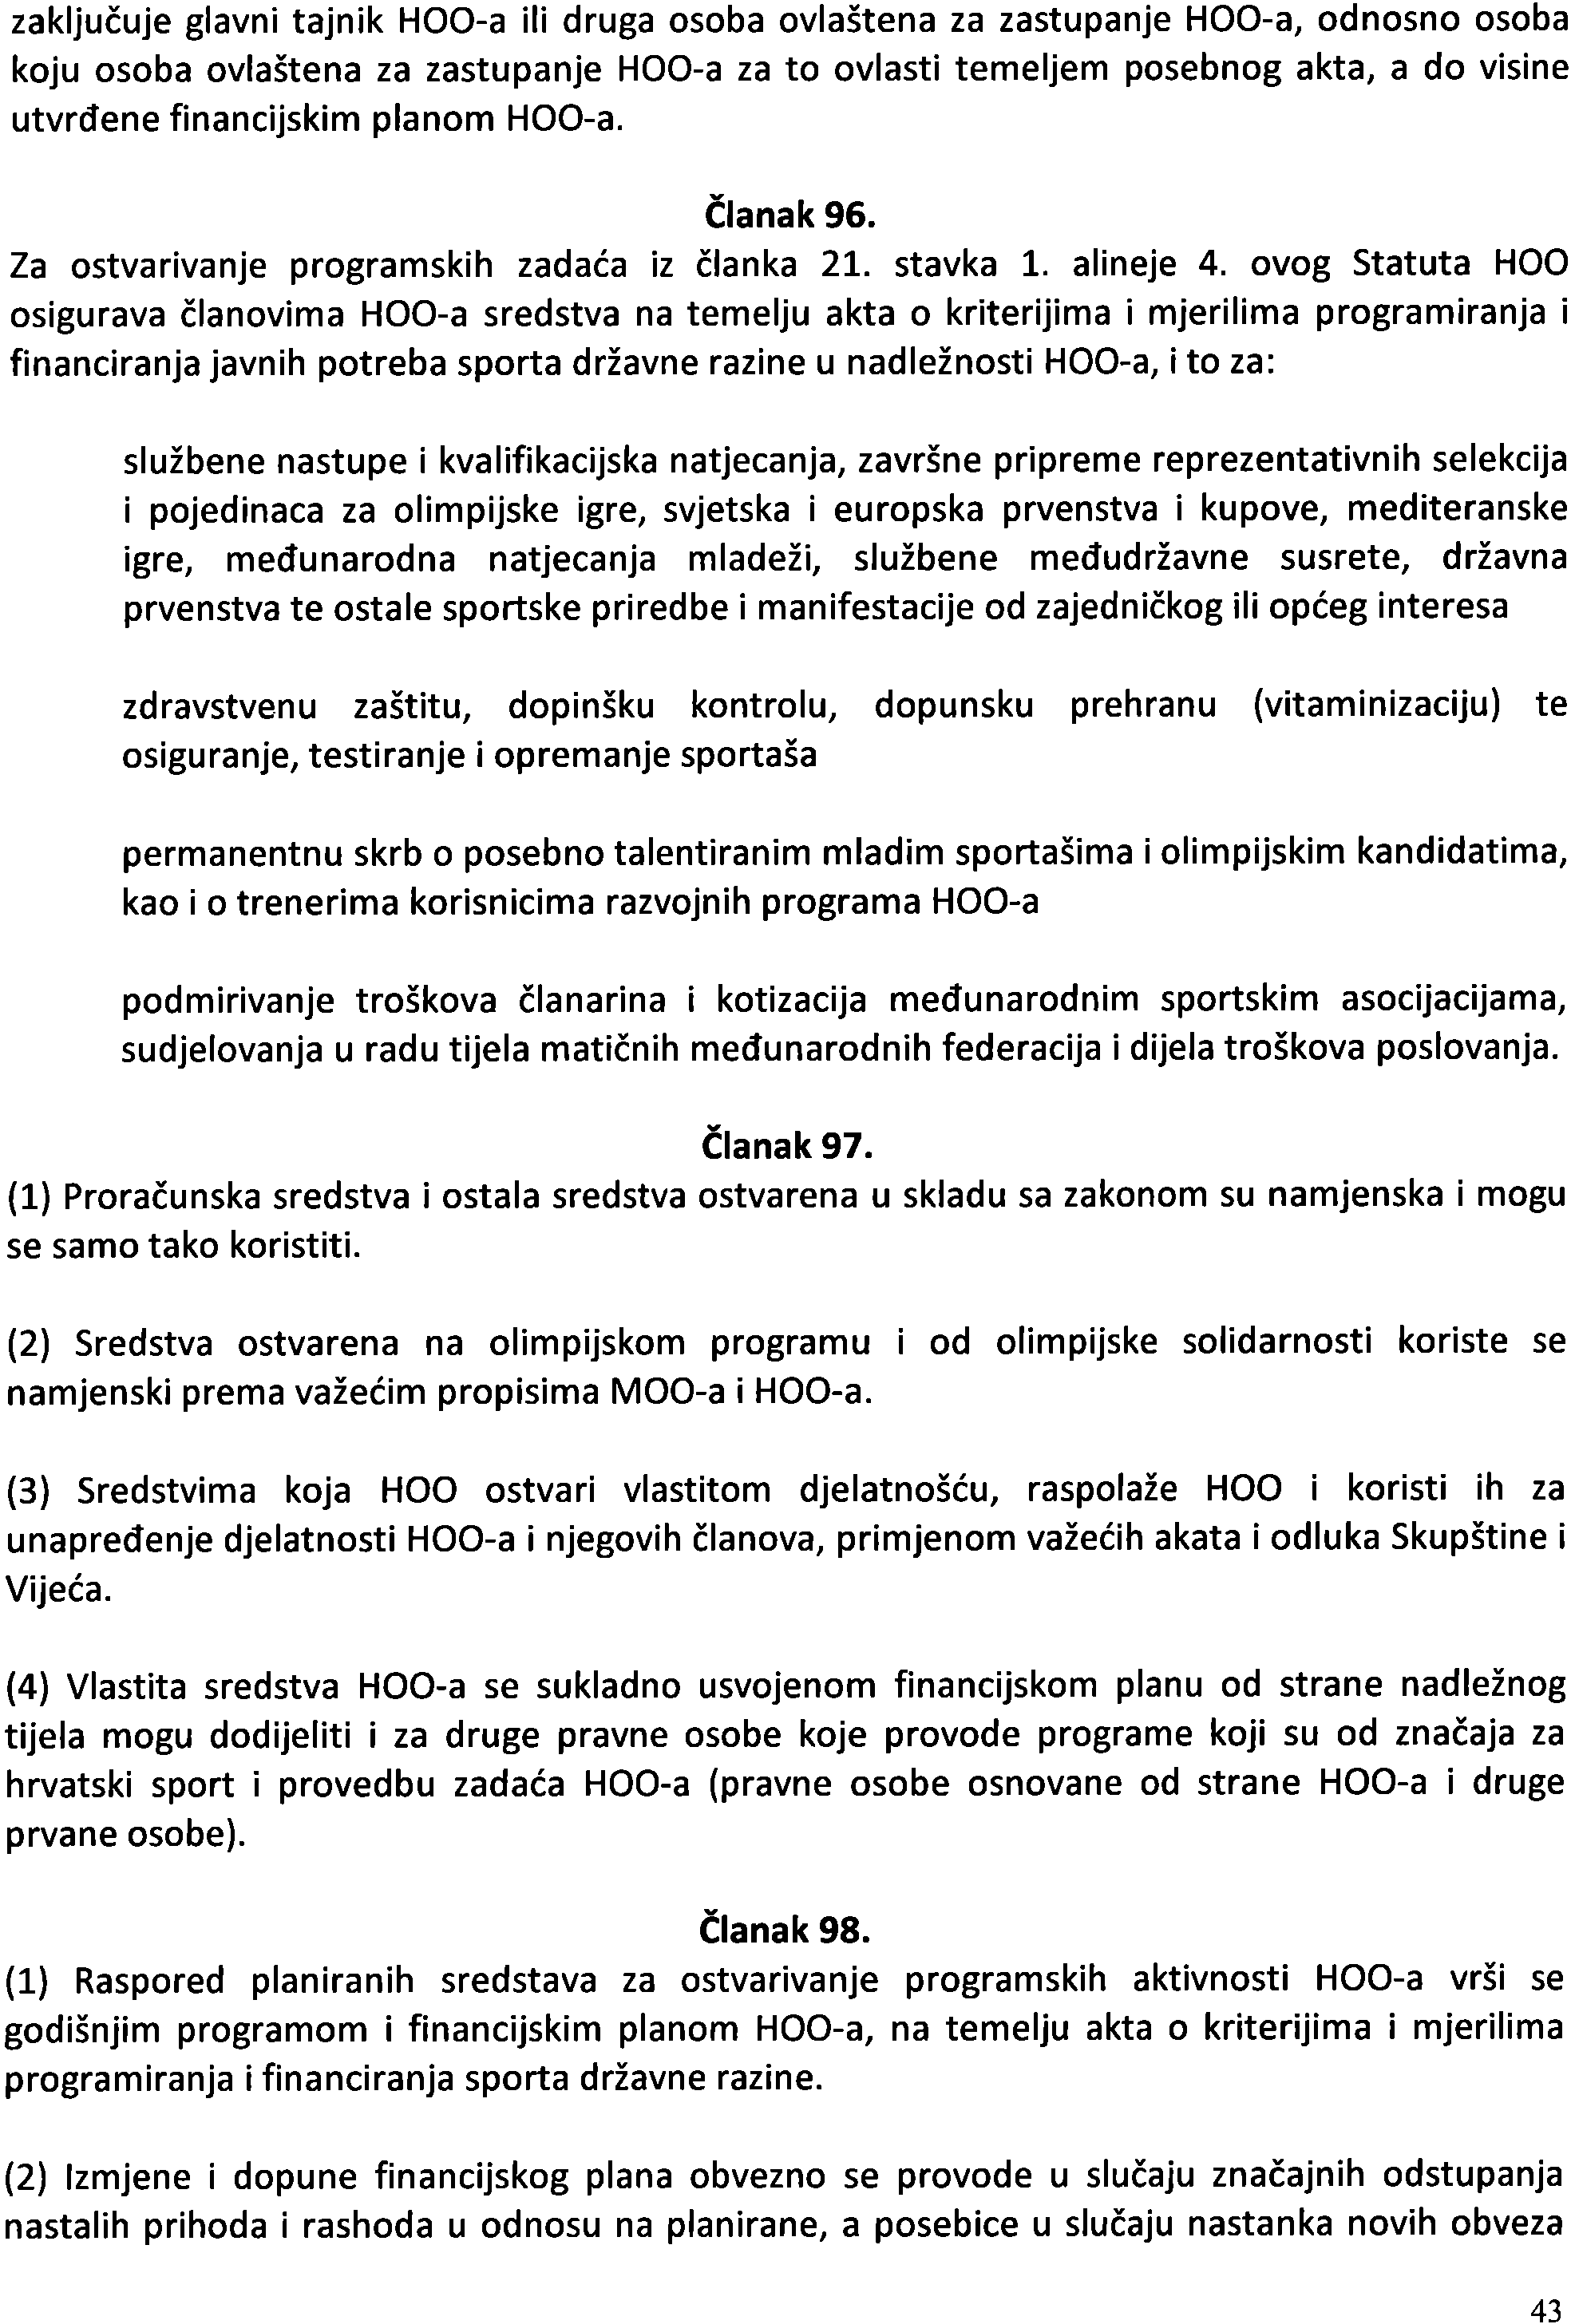 zaključuje glavni tajnik HOO-a ili druga osoba ovlaštena za zastupanje HOO-a, odnosno osoba
koju osoba ovlaštena za zastupanje HOO-a za to ovlasti temeljem posebnog akta, a do visine
utvrđene financijskim planom HOO-a.
Članak 96.
Za ostvarivanje programskih zadaća iz članka 21. stavka 1. alineje 4. ovog Statuta HOO
osigurava članovima HOO-a sredstva na temelju akta o kriterijima i mjerilima programiranja i
financiranja javnih potreba sporta državne razine u nadležnosti HOO-a, i to za:
službene nastupe i kvalifikacijska natjecanja, završne pripreme reprezentativnih selekcija
i pojedinaca za olimpijske igre, svjetska i europska prvenstva i kupove, mediteranske
igre, međunarodna natjecanja mladeži, službene međudržavne susrete, državna
prvenstva te ostale sportske priredbe i manifestacije od zajedničkog ili općeg interesa
zdravstvenu zaštitu, dopinšku kontrolu, dopunsku prehranu (vitaminizaciju) te
osiguranje, testiranje i opremanje sportaša
permanentnu skrb o posebno talentiranim mladim sportašima i olimpijskim kandidatima,
kao i o trenerima korisnicima razvojnih programa HOO-a
podmirivanje troškova članarina i kotizacija međunarodnim sportskim asocijacijama,
sudjelovanja u radu tijela matičnih međunarodnih federacija i dijela troškova poslovanja.
Članak 97.
(1) Proračunska sredstva i ostala sredstva ostvarena u skladu sa zakonom su namjenska i mogu
se samo tako koristiti.
(2) Sredstva ostvarena na olimpijskom programu i od olimpijske solidarnosti koriste se
namjenski prema važećim propisima MOO-a i HOO-a.
(3) Sredstvima koja HOO ostvari vlastitom djelatnošću, raspolaže HOO i koristi ih za
unapređenje djelatnosti HOO-a i njegovih članova, primjenom važećih akata i odluka Skupštine i
Vijeća.
(4) Vlastita sredstva HOO-a se sukladno usvojenom financijskom planu od strane nadležnog
tijela mogu dodijeliti i za druge pravne osobe koje provode programe koji su od značaja za
hrvatski sport i provedbu zadaća HOO-a (pravne osobe osnovane od strane HOO-a i druge
prvane osobe).
Članak 98.
(1) Raspored planiranih sredstava za ostvarivanje programskih aktivnosti HOO-a vrši se
godišnjim programom i financijskim planom HOO-a, na temelju akta o kriterijima i mjerilima
programiranja i financiranja sporta državne razine.
(2) Izmjene i dopune financijskog plana obvezno se provode u slučaju značajnih odstupanja
nastalih prihoda i rashoda u odnosu na planirane, a posebice u slučaju nastanka novih obveza
43